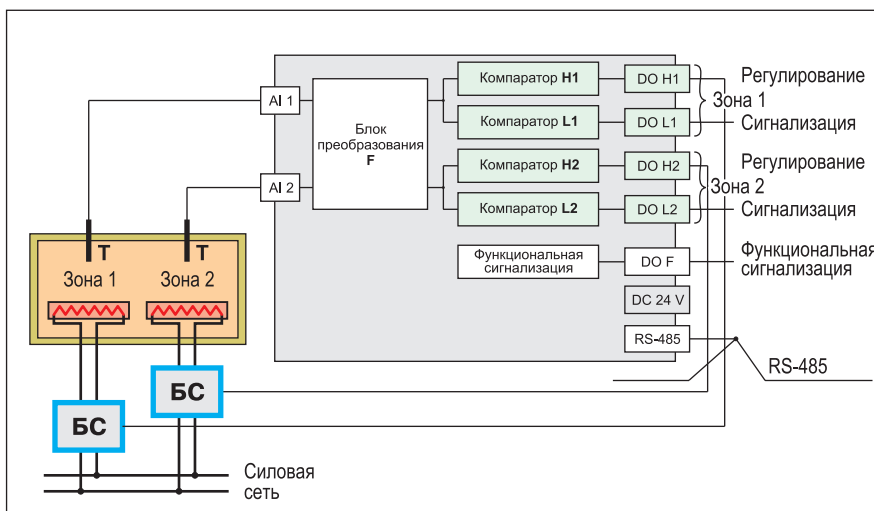 Компаратор H1
DO H1
Регулирование
Зона 1
AI 1
Блок
преобразования
F
Компаратор L1
DO L1
Сигнализация
Компаратор H2
DO H2
Регулирование
Зона 2
AI 2
Компаратор L2
DO L2
Сигнализация
Функциональная
сигнализация
DO F
Функциональная
сигнализация
T
T
Зона 1
Зона 2
DC 24 V
RS-485
RS-485
БС
БС
Силовая
сеть